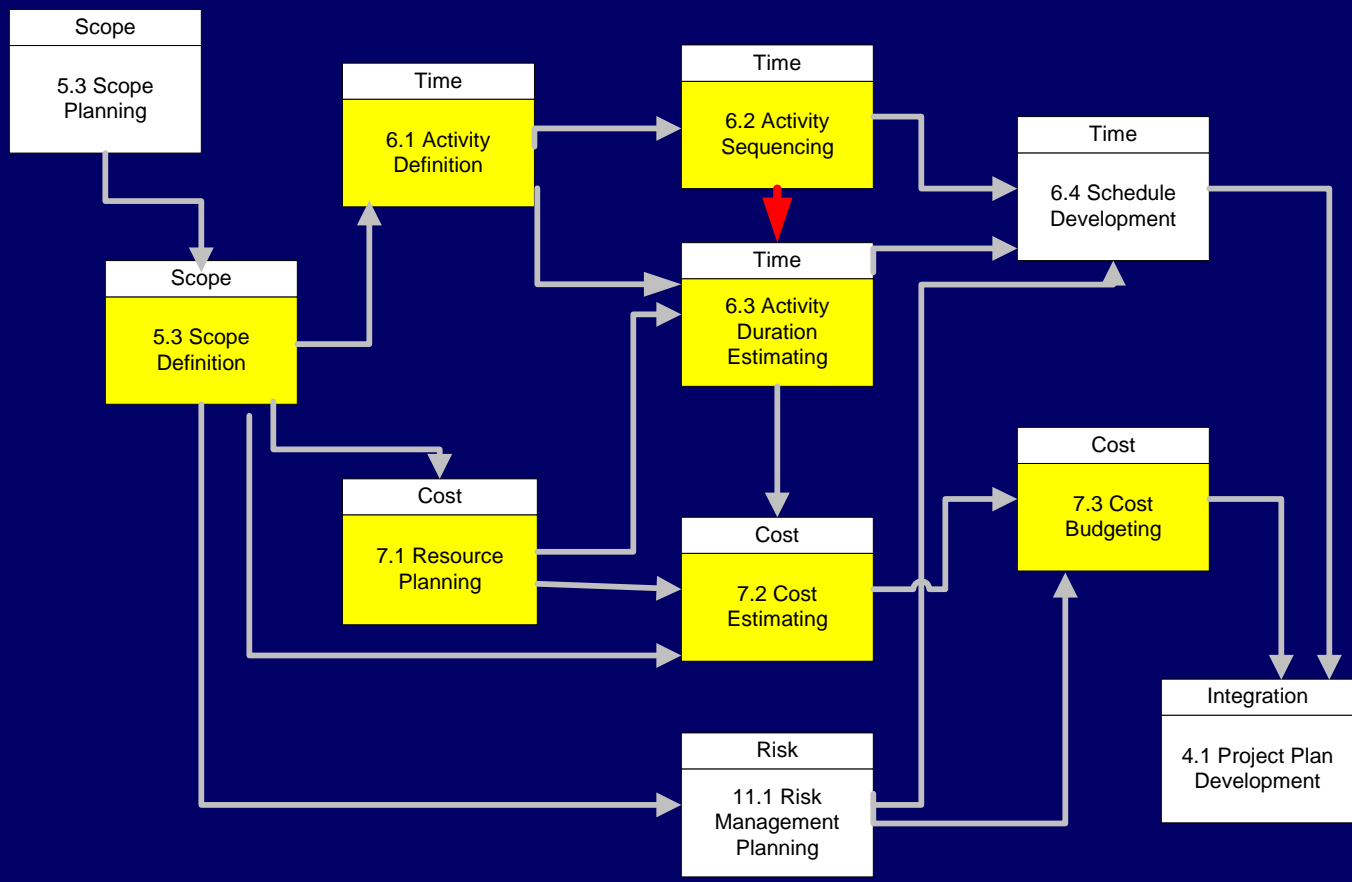 Scope
5.3 Scope
Planning
Time
6.1 Activity
Definition
Time
6.2 Activity
Sequencing
Time
6.4 Schedule
Development
Scope
5.3 Scope
Definition
Time
6.3 Activity
Duration
Estimating
Cost
7.1 Resource
Planning
Cost
7.2 Cost
Estimating
Cost
7.3 Cost
Budgeting
Risk
11.1 Risk
Management
Planning
Integration
4.1 Project Plan
Development